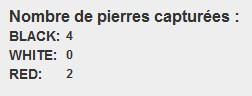 Nombre de pierres capturées :
BLACK: 4
WHITE: 0
RED: 2